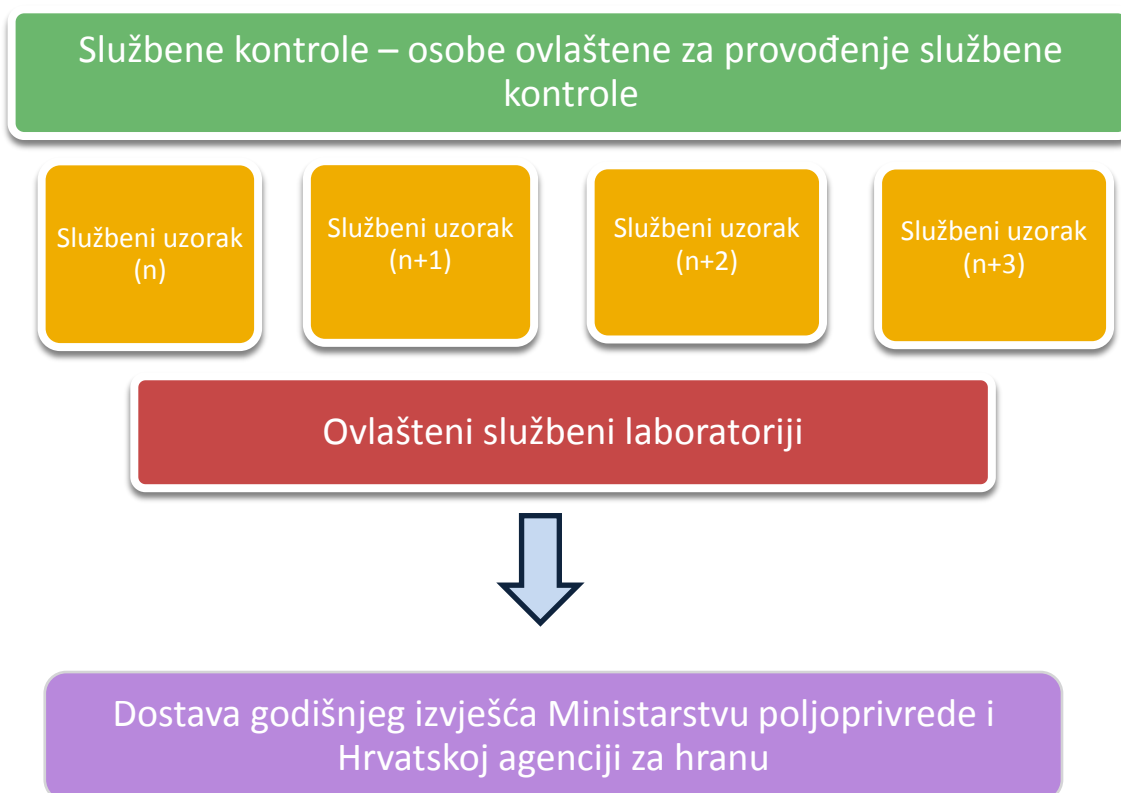 Službene kontrole – osobe ovlaštene za provođenje službene
kontrole
Službeni uzorak
(n)
Službeni uzorak
(n+1)
Službeni uzorak
(n+2)
Službeni uzorak
(n+3)
Ovlašteni službeni laboratoriji
Dostava godišnjeg izvješća Ministarstvu poljoprivrede i
Hrvatskoj agenciji za hranu